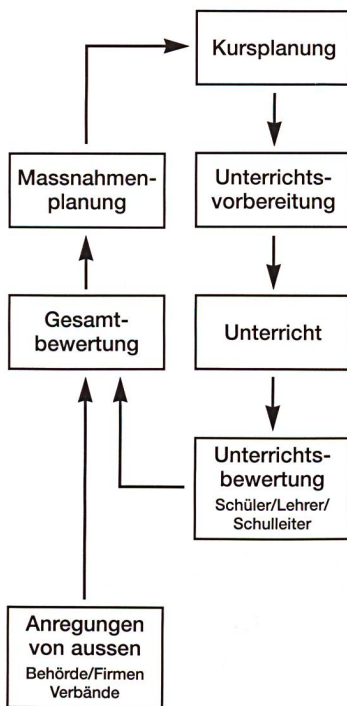 Kursplanung
Massnahmen-
planung
Unterrichts-
vorbereitung
Gesamt-
bewertung
Unterricht
Unterrichts-
bewertung
Schüler/Lehrer/
Schulleiter
Anregungen
von aussen
Behörde/Firmen
Verbände